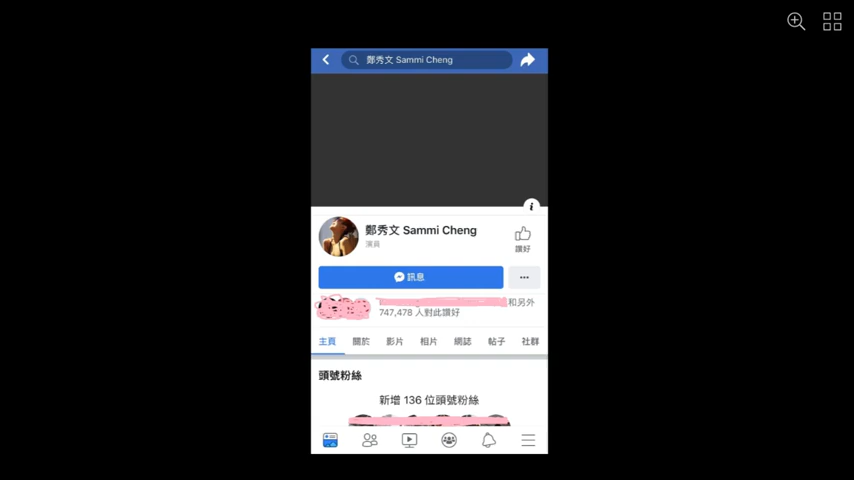 鄭秀文 Sammi Cheng
鄭秀文 Sammi Cheng
演員
讚好
訊息
和另外
747,478 人對此讚好
主頁 關於 影片 相片 網誌 帖子 社群
頭號粉絲
新增 136 位頭號粉絲